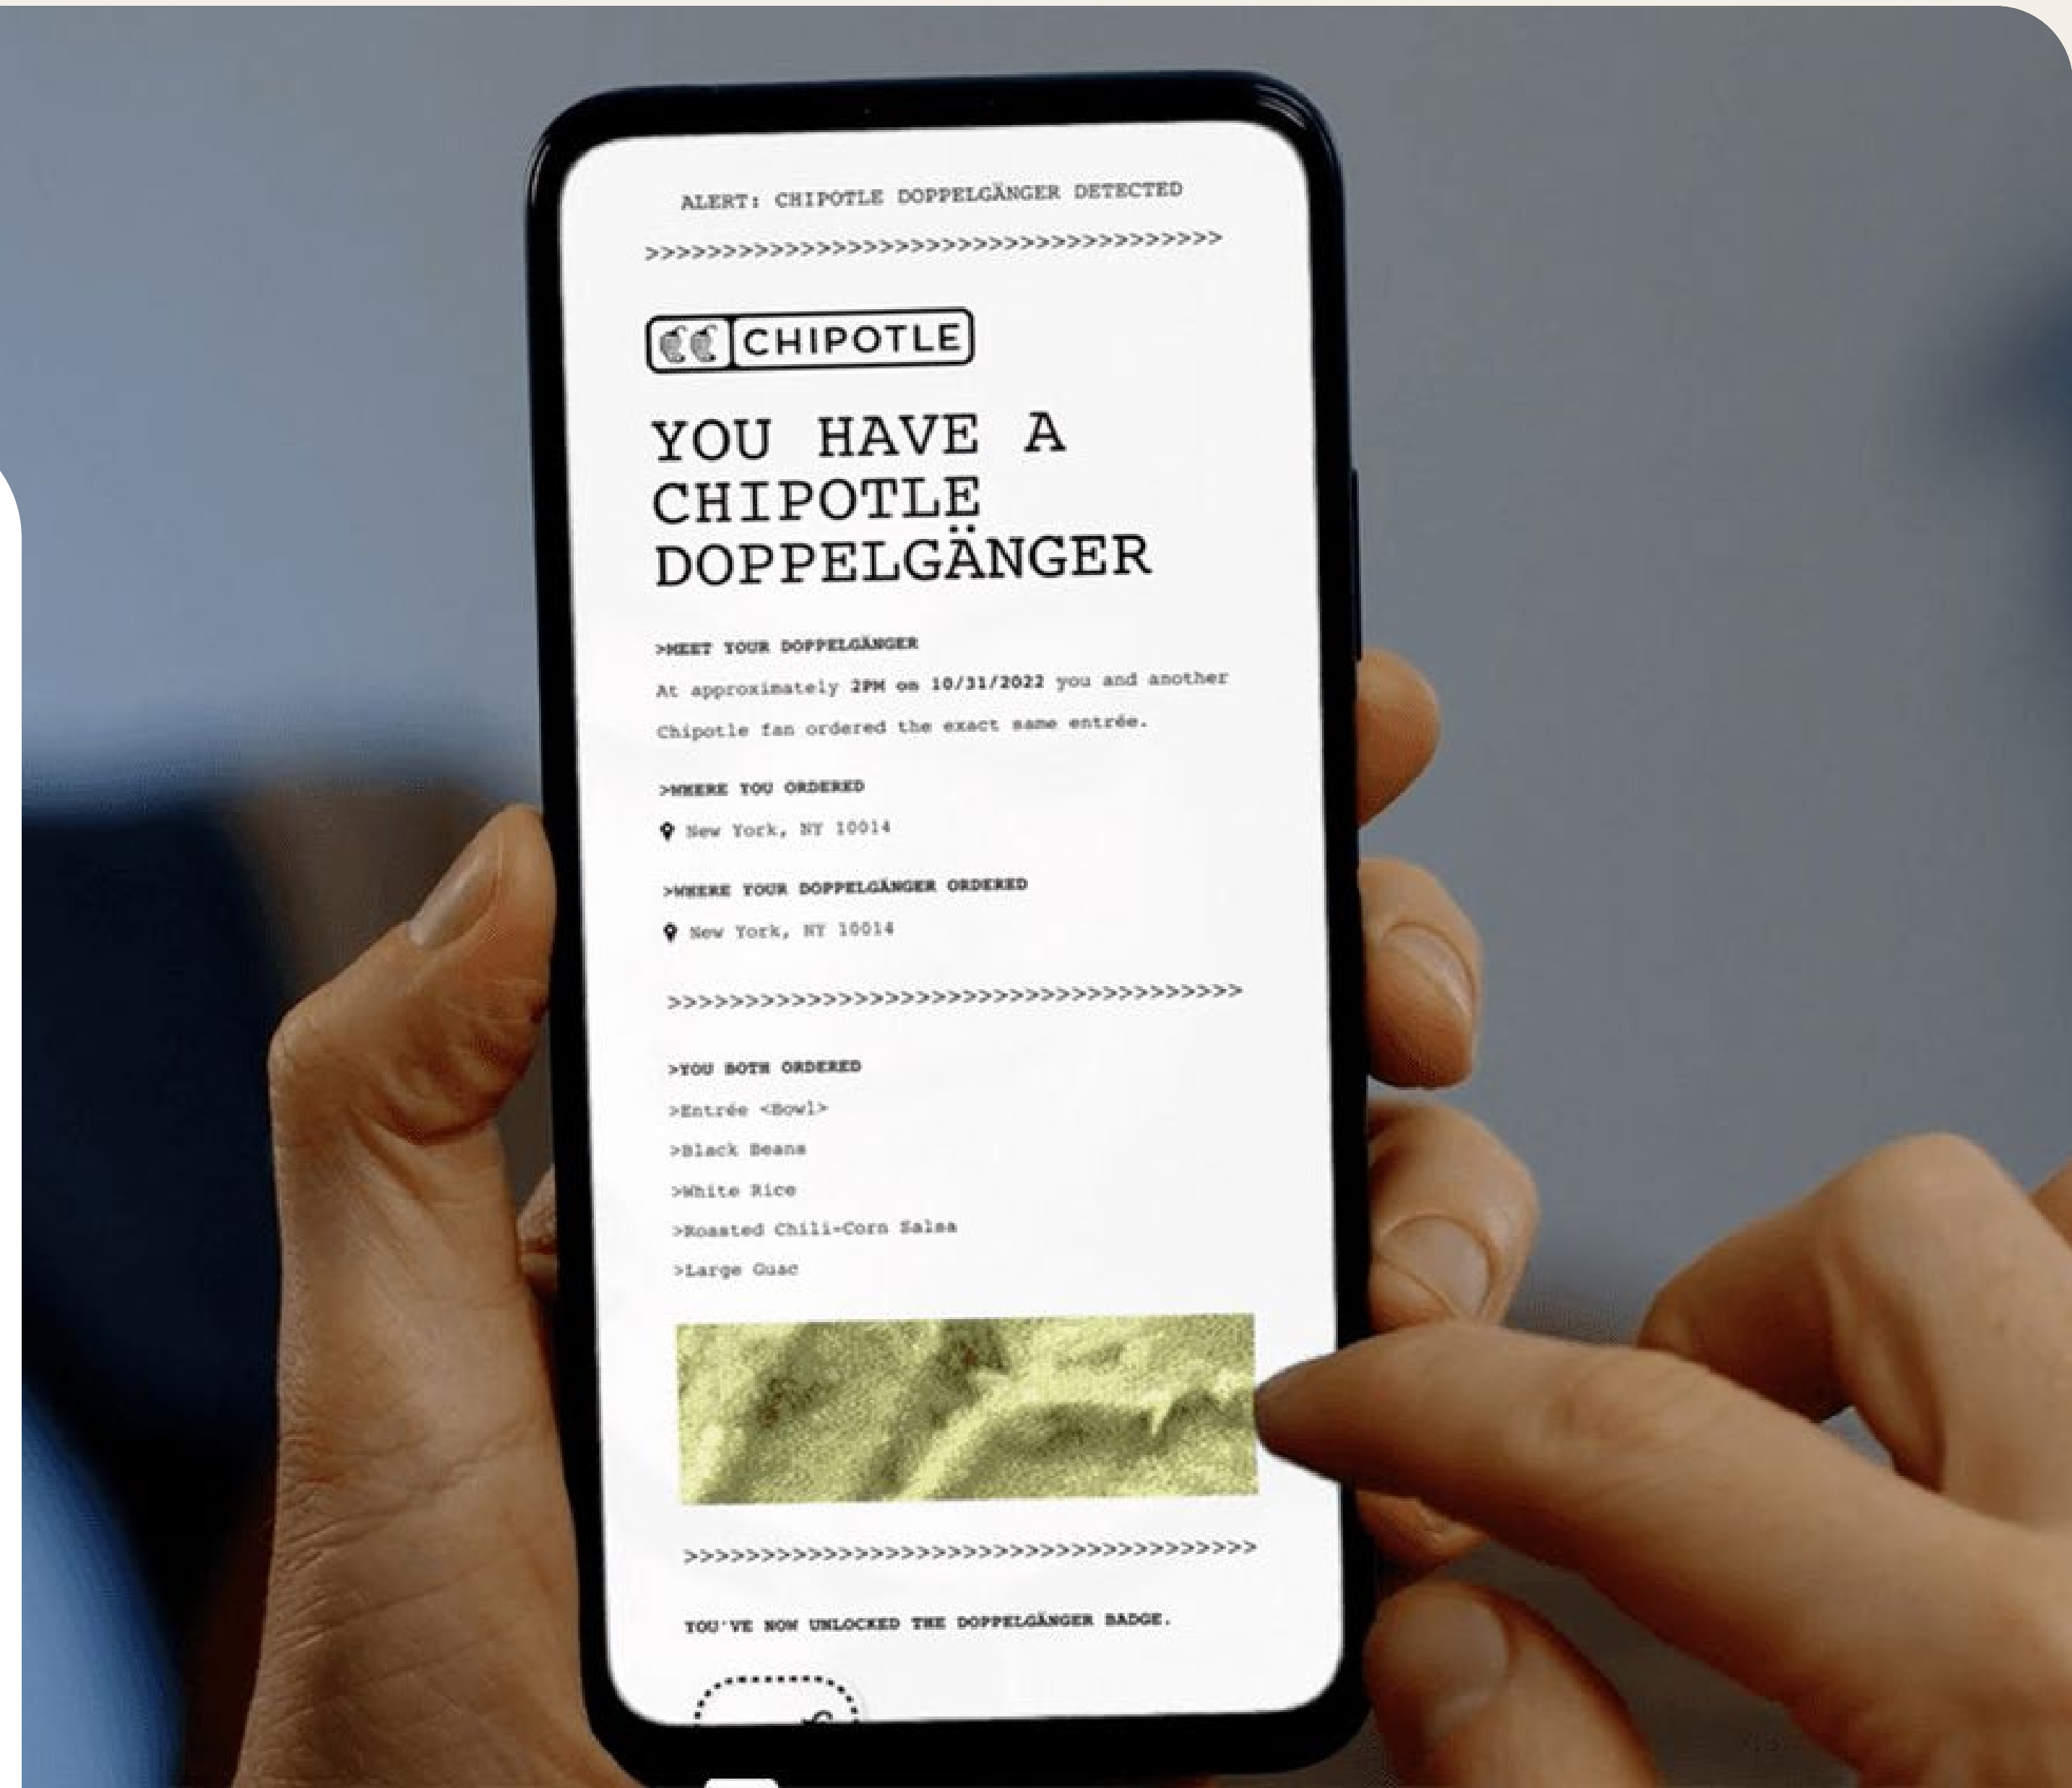 ALERT: CHIPOTLE DOPPELGÄNGER DETECTED
>>>>>>>>>>>>>>>>>>>>>>>>>>>>>>>>>>>>>
CHIPOTLE
YOU HAVE A
CHIPOTLE
DOPPELGÄNGER
>MEET YOUR DOPPELGÄNGER
At approximately 2PM on 10/31/2022 you and another
Chipotle fan ordered the exact same entrée.
>WHERE YOU ORDERED
New York, NY 10014
>WHERE YOUR DOPPELGÄNGER ORDERED
New York, NY 10014
>>>>>>>>>>>>>>>>>>>>>>>>>>>>>>>>>>>>>
>YOU BOTH ORDERED
>Entrée <Bowl>
>Black Beans
>White Rice
>Roasted Chili-Corn Salsa
>Large Guac
>>>>>>>>>>>>>>>>>>>>>>>>>>>>>>>>>>>>>
YOU'VE NOW UNLOCKED THE DOPPELGÄNGER BADGE.